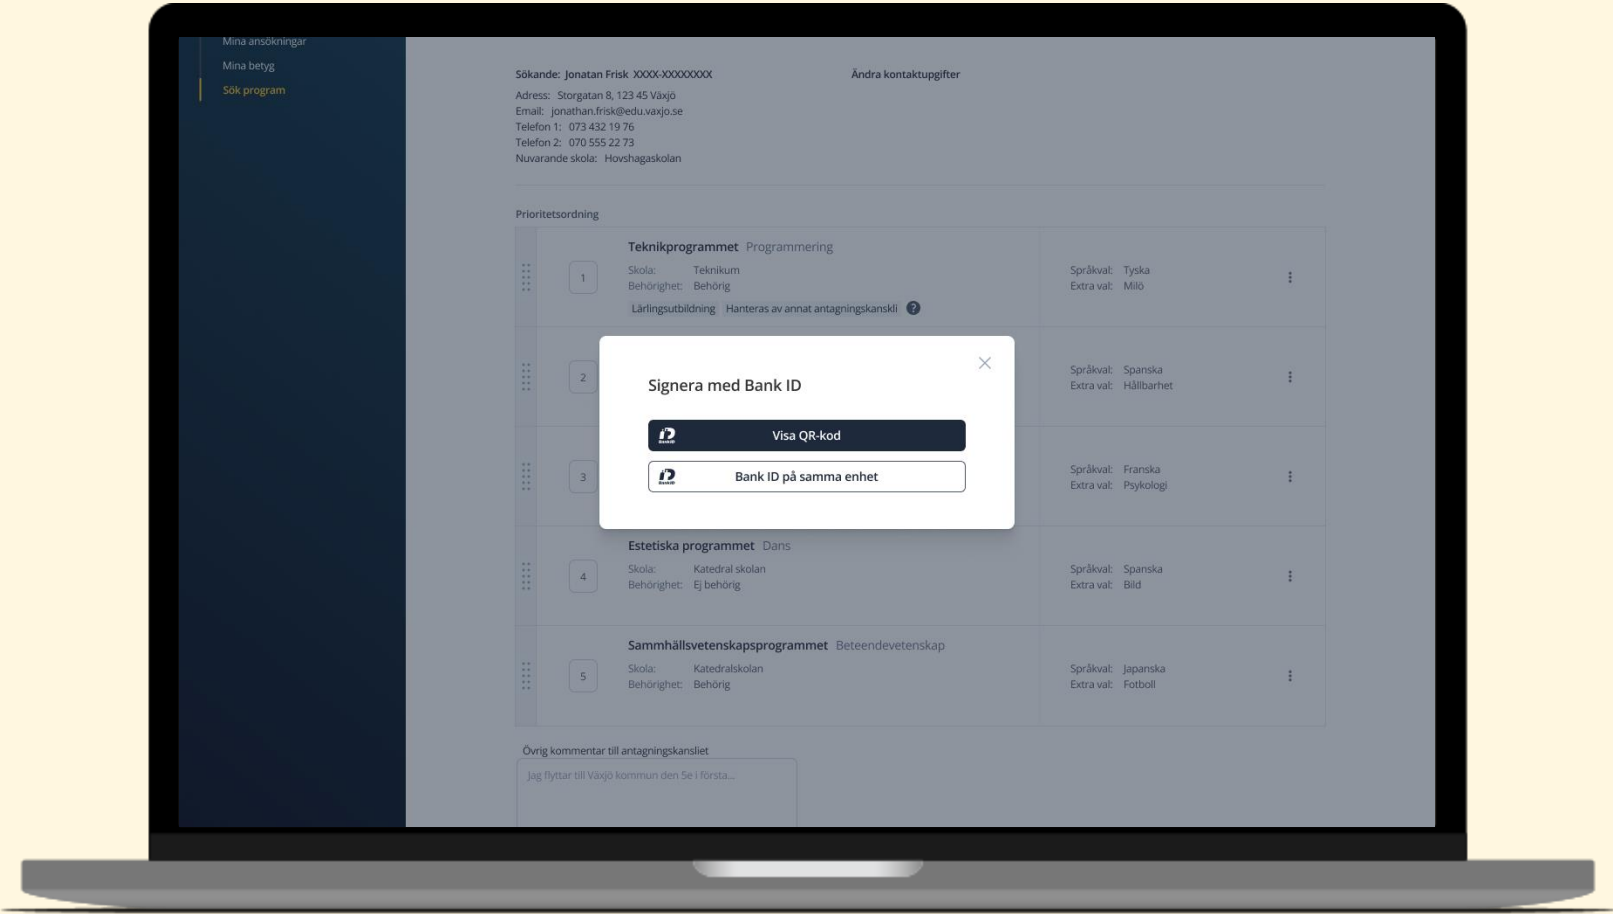 Mina ansökningar
Mina betyg
Sök program
Sökande: Jonatan Frisk XXXX-XXXXXXXX
Ändra kontaktupgifter
Adress: Storgatan 8, 123 45 Växjö
Email: jonathan.frisk@edu.vaxjo.se
Telefon 1: 073 432 19 76
Telefon 2: 070 555 22 73
Nuvarande skola: Hovshagaskolan
Prioritetsordning
1
Teknikprogrammet Programmering
Skola: Teknikum
Behörighet: Behörig
Lärlingsutbildning Hanteras av annat antagningskanskli ?
Språkval: Tyska
Extra val: Milö
2
Språkval: Spanska
Extra val: Hållbarhet
Signera med Bank ID
BankID Visa QR-kod
BankID Bank ID på samma enhet
3
Språkval: Franska
Extra val: Psykologi
4
Estetiska programmet Dans
Skola: Katedral skolan
Behörighet: Ej behörig
Språkval: Spanska
Extra val: Bild
5
Sammhällsvetenskapsprogrammet Beteendevetenskap
Skola: Katedralskolan
Behörighet: Behörig
Språkval: Japanska
Extra val: Fotboll
Övrig kommentar till antagningskansliet
Jag flyttar till Växjö kommun den 5e i första...